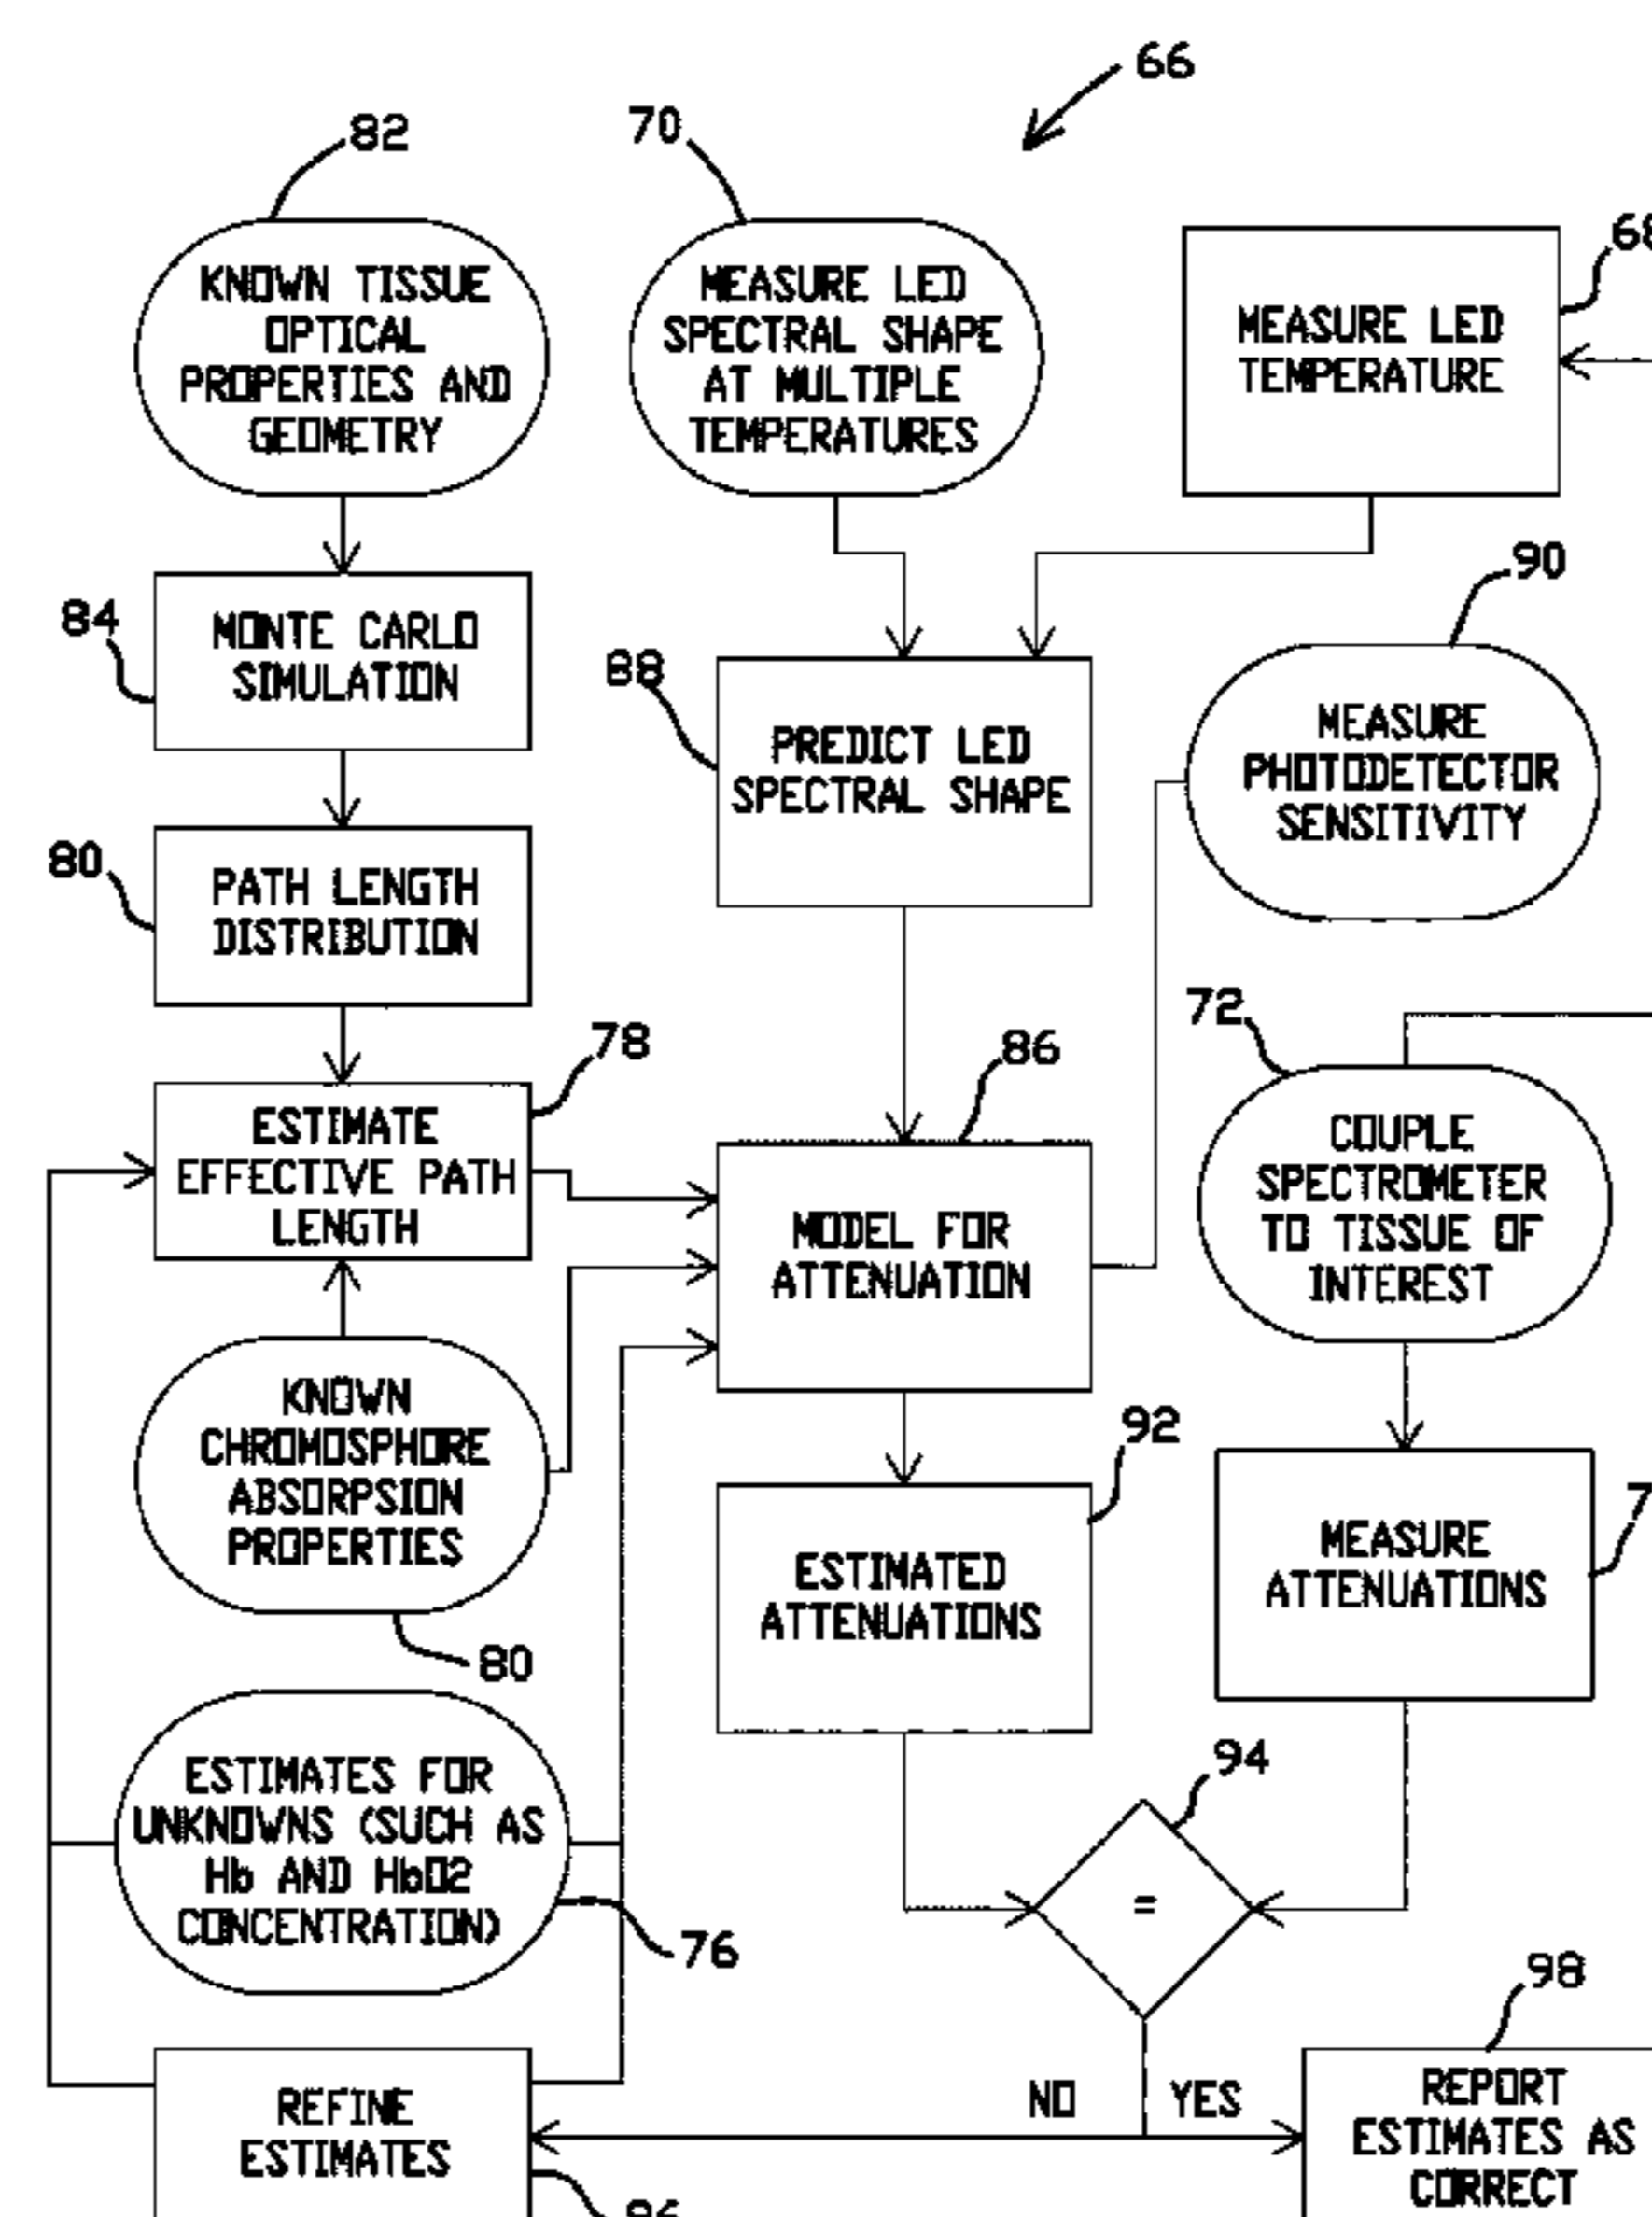 66
82
70
68
KNOWN TISSUE
OPTICAL
PROPERTIES AND
GEOMETRY
MEASURE LED
SPECTRAL SHAPE
AT MULTIPLE
TEMPERATURES
MEASURE LED
TEMPERATURE
90
84
MONTE CARLO
SIMULATION
88
PREDICT LED
SPECTRAL SHAPE
MEASURE
PHOTODETECTOR
SENSITIVITY
80
PATH LENGTH
DISTRIBUTION
72
78
86
ESTIMATE
EFFECTIVE PATH
LENGTH
MODEL FOR
ATTENUATION
COUPLE
SPECTROMETER
TO TISSUE OF
INTEREST
KNOWN
CHROMOSPHORE
ABSORPSION
PROPERTIES
80
92
ESTIMATED
ATTENUATIONS
MEASURE
ATTENUATIONS
94
ESTIMATES FOR
UNKNOWNS (SUCH AS
Hb AND HbO2
CONCENTRATION)
76
=
98
NO
YES
REFINE
ESTIMATES
96
REPORT
ESTIMATES AS
CORRECT